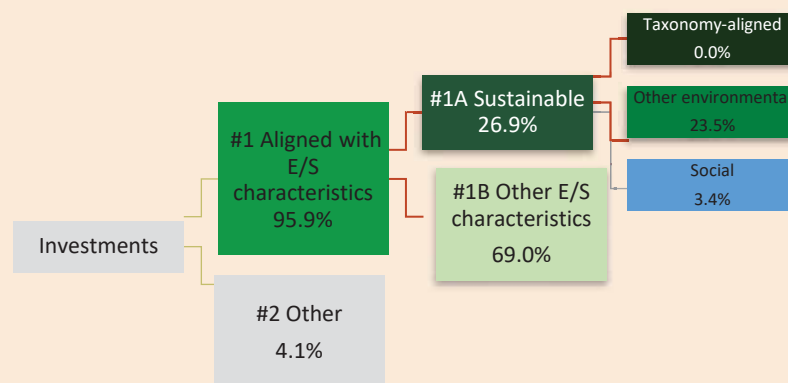 Investments
#1 Aligned with
E/S
characteristics
95.9%
#2 Other
4.1%
#1A Sustainable
26.9%
#1B Other E/S
characteristics
69.0%
Taxonomy-aligned
0.0%
Other environmenta
23.5%
Social
3.4%